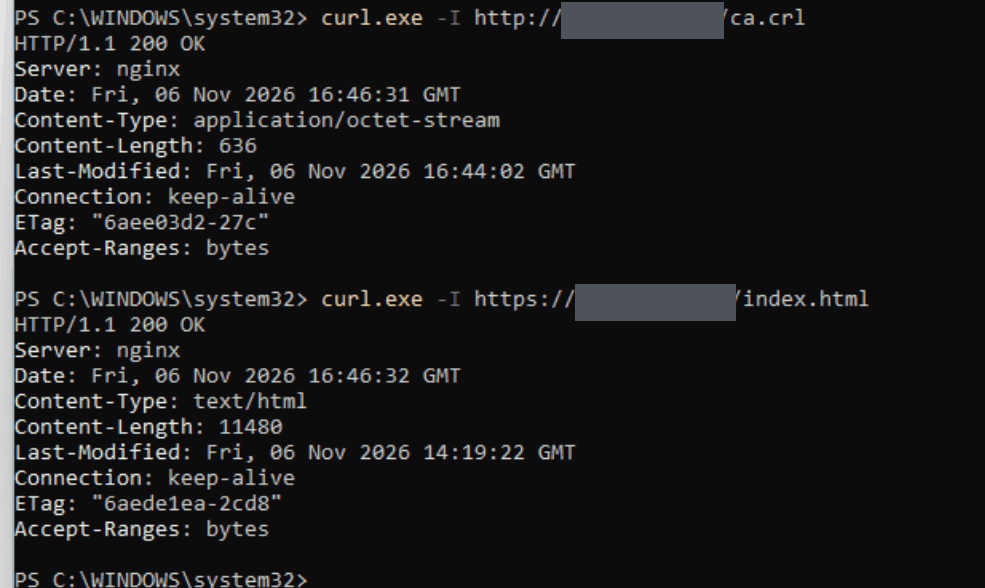 PS C:\WINDOWS\system32> curl.exe -I http:// /ca.crl
HTTP/1.1 200 OK
Server: nginx
Date: Fri, 06 Nov 2026 16:46:31 GMT
Content-Type: application/octet-stream
Content-Length: 636
Last-Modified: Fri, 06 Nov 2026 16:44:02 GMT
Connection: keep-alive
ETag: "6aee03d2-27c"
Accept-Ranges: bytes
PS C:\WINDOWS\system32> curl.exe -I https:// /index.html
HTTP/1.1 200 OK
Server: nginx
Date: Fri, 06 Nov 2026 16:46:32 GMT
Content-Type: text/html
Content-Length: 11480
Last-Modified: Fri, 06 Nov 2026 14:19:22 GMT
Connection: keep-alive
ETag: "6aede1ea-2cd8"
Accept-Ranges: bytes
PS C:\WINDOWS\system32>